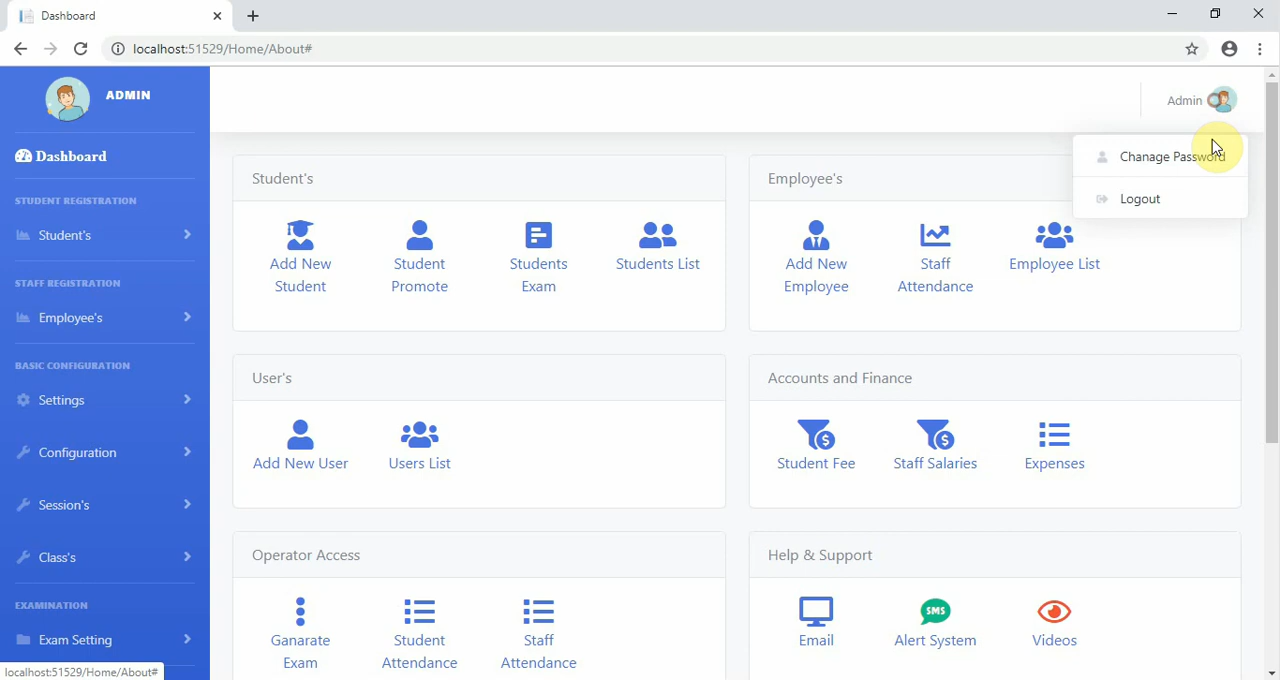 Dashboard
localhost:51529/Home/About#
ADMIN
Admin
Chanage Password
Logout
Dashboard
STUDENT REGISTRATION
Student's
STAFF REGISTRATION
Employee's
BASIC CONFIGURATION
Settings
Configuration
Session's
Class's
EXAMINATION
Exam Setting
localhost:51529/Home/About#
Student's
Add New
Student
Student
Promote
Students
Exam
Students List
Employee's
Add New
Employee
Staff
Attendance
Employee List
User's
Add New User
Users List
Accounts and Finance
Student Fee
Staff Salaries
Expenses
Operator Access
Ganarate
Exam
Student
Attendance
Staff
Attendance
Help & Support
Email
SMS
Alert System
Videos